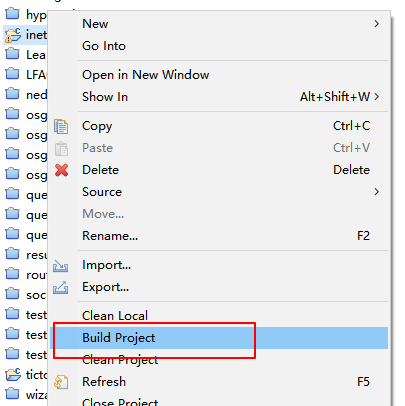 hyp
New
inet
Go Into
Lea
LFA
Open in New Window
ned
Show In Alt+Shift+W
osg
Copy Ctrl+C
osg
Paste Ctrl+V
osg
Delete Delete
osg
Source
que
Move...
que
Rename... F2
que
resu
Import...
rout
Export...
soc
test
Clean Local
test
Build Project
test
Clean Project
tict
Refresh F5
wiza
Close Project